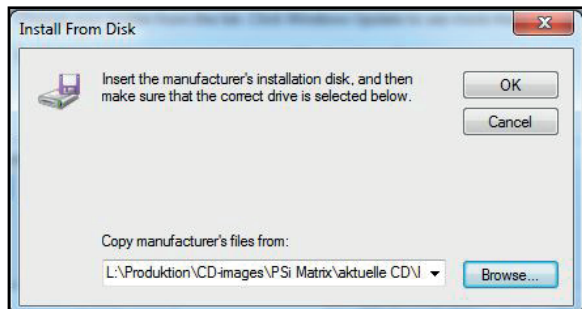 Install From Disk
Insert the manufacturer's installation disk, and then
make sure that the correct drive is selected below.
OK
Cancel
Copy manufacturer's files from:
L:\Produktion\CD-images\PSi Matrix\aktuelle CD\
Browse...